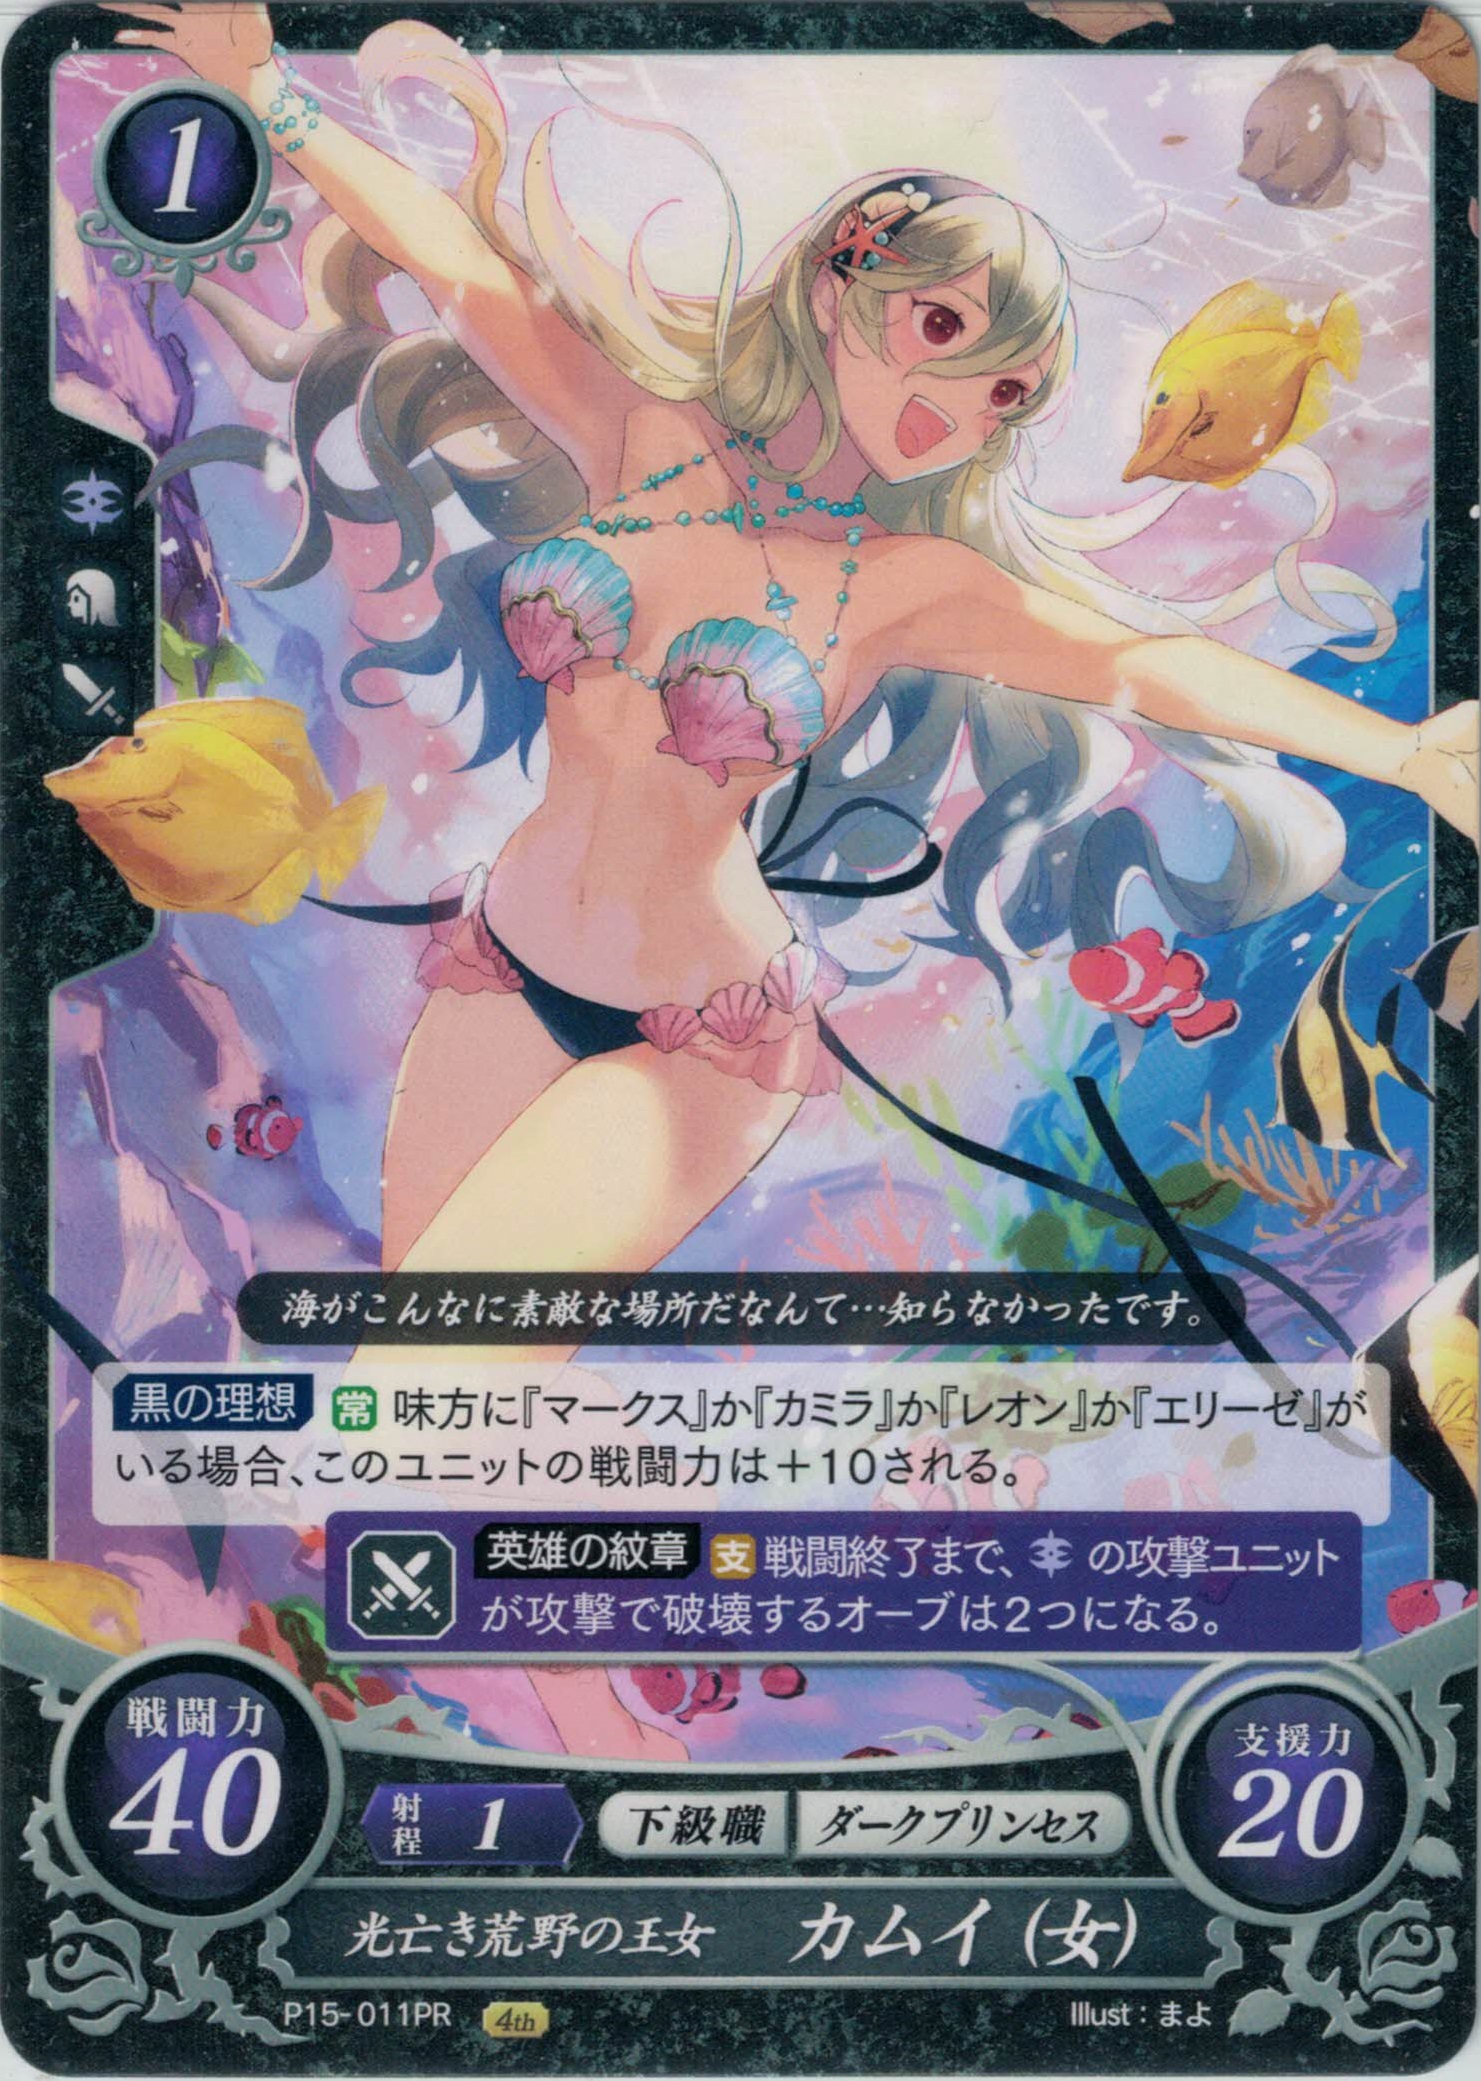 1
海がこんなに素敵な場所だなんて…知らなかったです。
黒の理想 常 味方に『マークス』か『カミラ』か『レオン』か『エリーゼ』が
いる場合、このユニットの戦闘力は＋10される。
英雄の紋章 支 戦闘終了まで、の攻撃ユニット
が攻撃で破壊するオーブは2つになる。
戦闘力
40
射程 1
下級職 ダークプリンセス
支援力
20
光亡き荒野の王女 カムイ（女）
P15-011PR 4th Illust：まよ